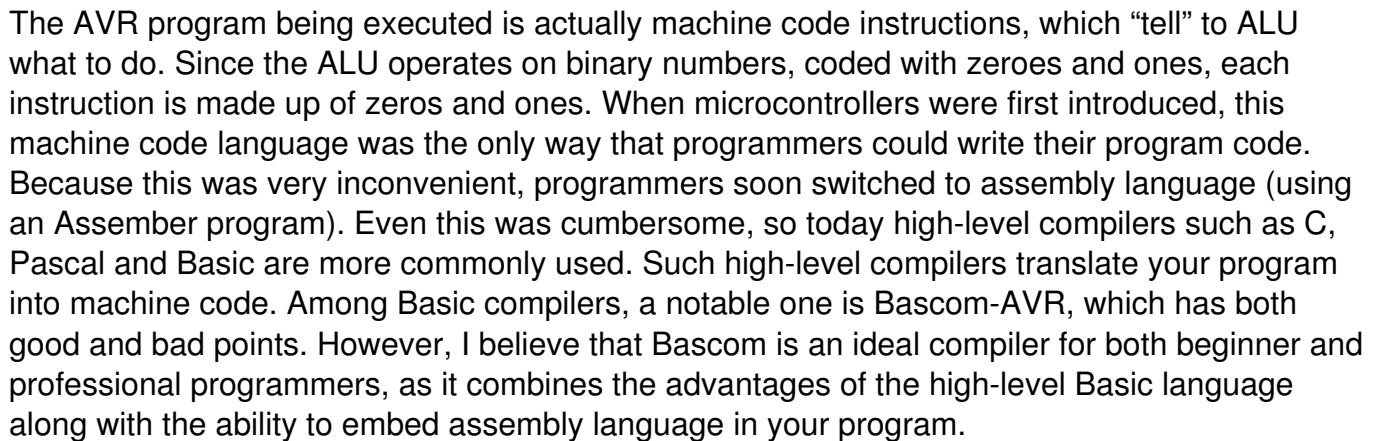 The AVR program being executed is actually machine code instructions, which “tell” to ALU
what to do. Since the ALU operates on binary numbers, coded with zeroes and ones, each
instruction is made up of zeros and ones. When microcontrollers were first introduced, this
machine code language was the only way that programmers could write their program code.
Because this was very inconvenient, programmers soon switched to assembly language (using
an Assember program). Even this was cumbersome, so today high-level compilers such as C,
Pascal and Basic are more commonly used. Such high-level compilers translate your program
into machine code. Among Basic compilers, a notable one is Bascom-AVR, which has both
good and bad points. However, I believe that Bascom is an ideal compiler for both beginner and
professional programmers, as it combines the advantages of the high-level Basic language
along with the ability to embed assembly language in your program.